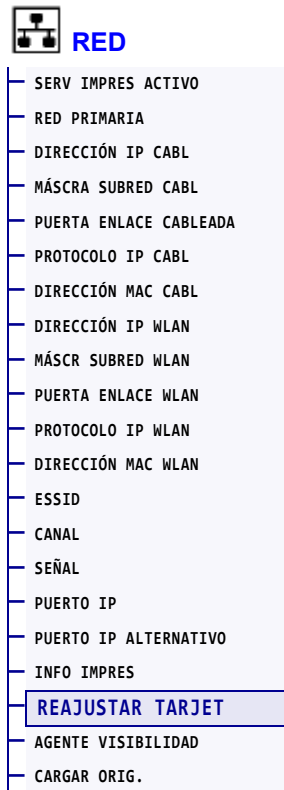 RED
SERV IMPRES ACTIVO
RED PRIMARIA
DIRECCIÓN IP CABL
MÁSCRA SUBRED CABL
PUERTA ENLACE CABLEADA
PROTOCOLO IP CABL
DIRECCIÓN MAC CABL
DIRECCIÓN IP WLAN
MÁSCR SUBRED WLAN
PUERTA ENLACE WLAN
PROTOCOLO IP WLAN
DIRECCIÓN MAC WLAN
ESSID
CANAL
SEÑAL
PUERTO IP
PUERTO IP ALTERNATIVO
INFO IMPRES
REAJUSTAR TARJET
AGENTE VISIBILIDAD
CARGAR ORIG.